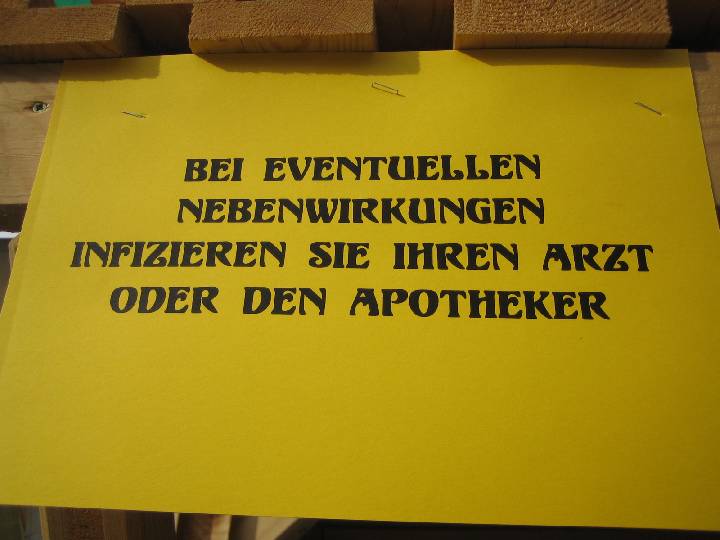 BEI EVENTUELLEN
NEBENWIRKUNGEN
INFIZIEREN SIE IHREN ARZT
ODER DEN APOTHEKER